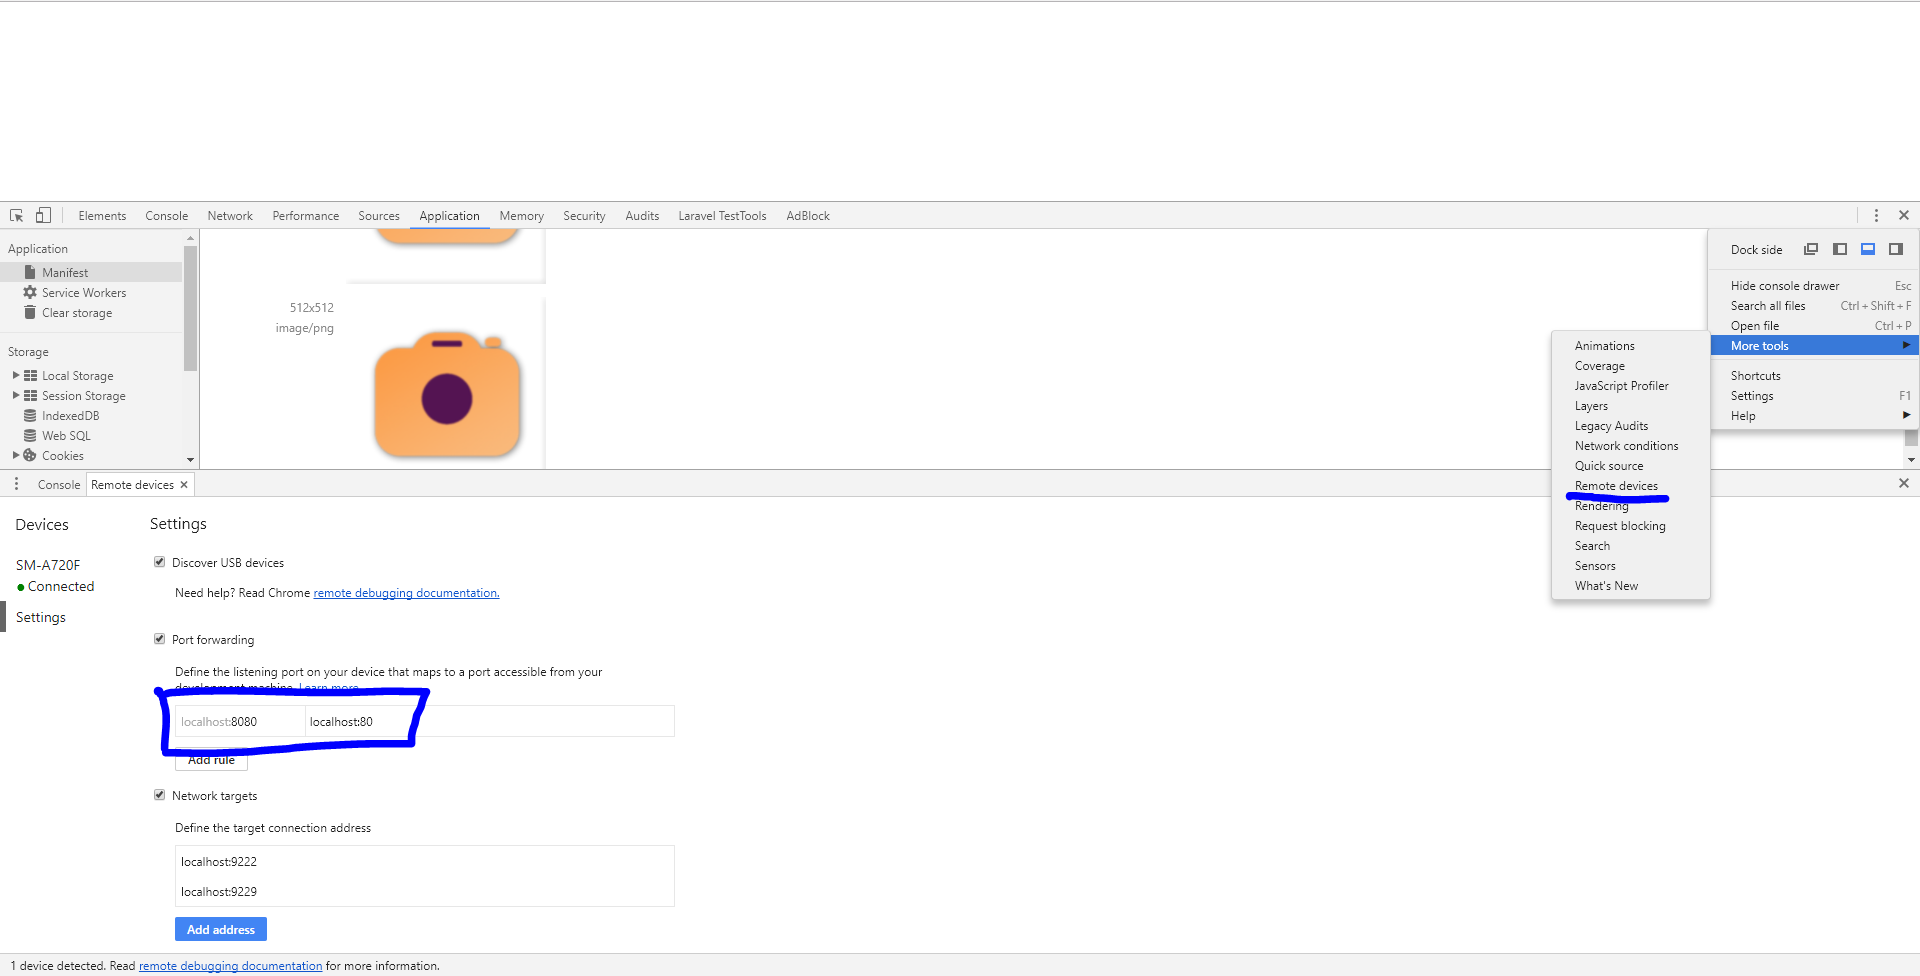 Elements Console Network Performance Sources Application Memory Security Audits Laravel TestTools AdBlock
Application
Manifest
Service Workers
Clear storage
Storage
Local Storage
Session Storage
IndexedDB
Web SQL
Cookies
512x512
image/png
Dock side
Hide console drawer Esc
Search all files Ctrl + Shift + F
Open file Ctrl + P
More tools
Shortcuts
Settings F1
Help
Animations
Coverage
JavaScript Profiler
Layers
Legacy Audits
Network conditions
Quick source
Remote devices
Rendering
Request blocking
Search
Sensors
What's New
Console Remote devices
Devices
SM-A720F
Connected
Settings
Settings
Discover USB devices
Need help? Read Chrome remote debugging documentation.
Port forwarding
Define the listening port on your device that maps to a port accessible from your
development machine. Learn more
localhost:8080 localhost:80
Add rule
Network targets
Define the target connection address
localhost:9222
localhost:9229
Add address
1 device detected. Read remote debugging documentation for more information.